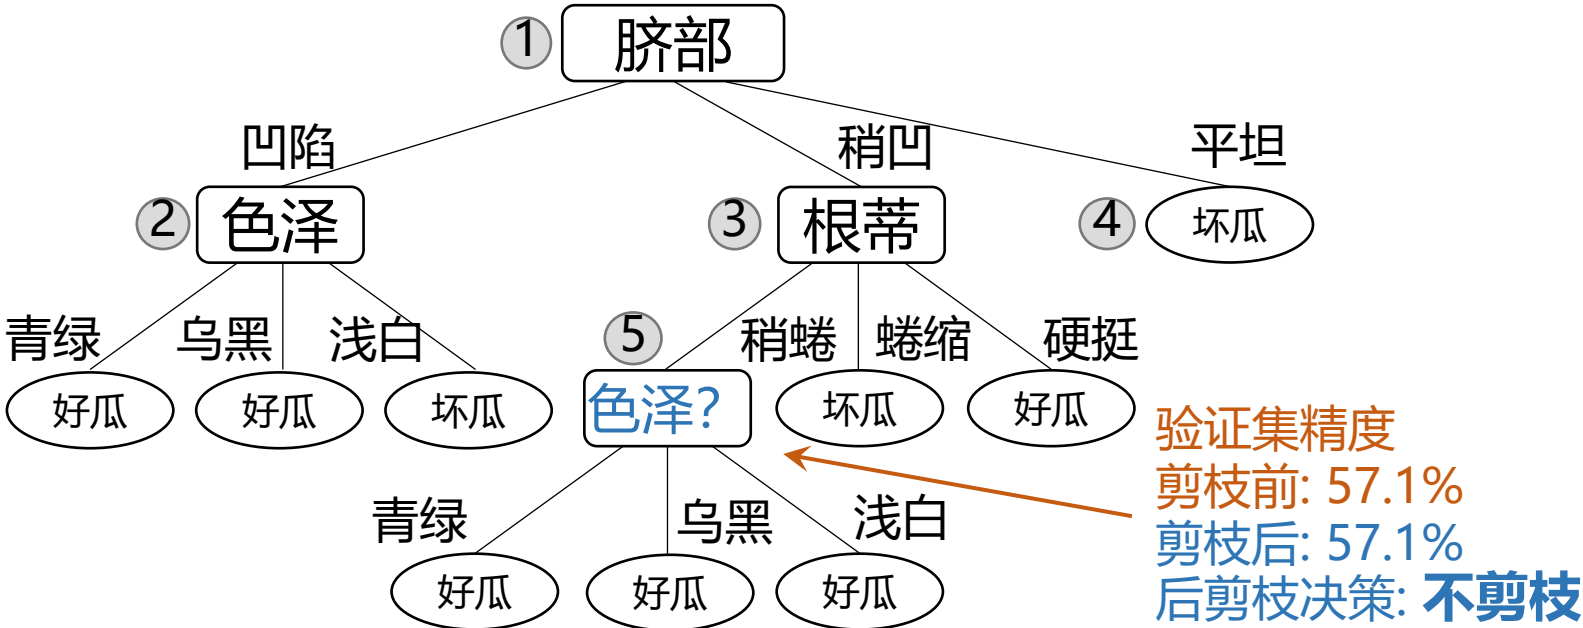 1 脐部
凹陷 稍凹 平坦
2 色泽 3 根蒂 4 坏瓜
青绿 乌黑 浅白 5 稍蜷 蜷缩 硬挺
好瓜 好瓜 坏瓜 色泽? 坏瓜 好瓜
验证集精度
剪枝前: 57.1%
青绿 乌黑 浅白
剪枝后: 57.1%
好瓜 好瓜 好瓜
后剪枝决策: 不剪枝